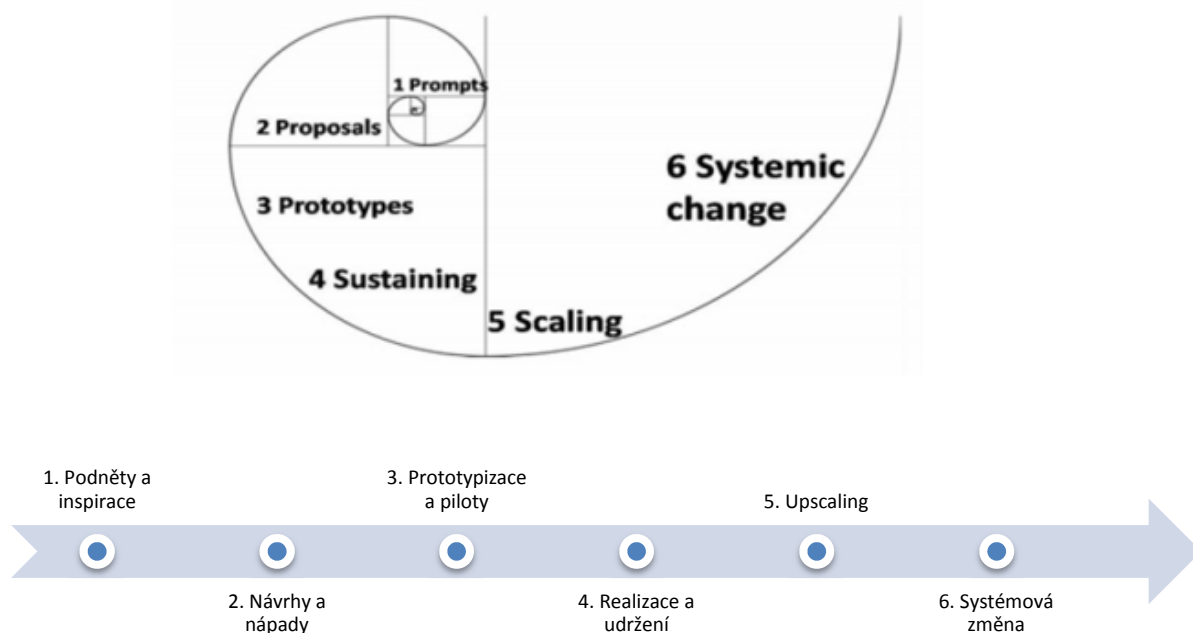 1 Prompts
2 Proposals
3 Prototypes
4 Sustaining
5 Scaling
6 Systemic
change
1. Podněty a
inspirace
2. Návrhy a
nápady
3. Prototypizace
a piloty
4. Realizace a
udržení
5. Upscaling
6. Systémová
změna